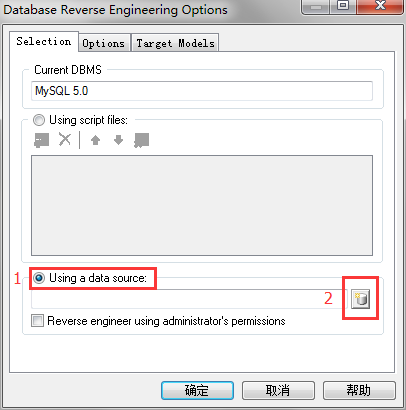 Database Reverse Engineering Options
Selection Options Target Models
Current DBMS
MySQL 5.0
Using script files:
1 Using a data source:
2
Reverse engineer using administrator's permissions
确定 取消 帮助